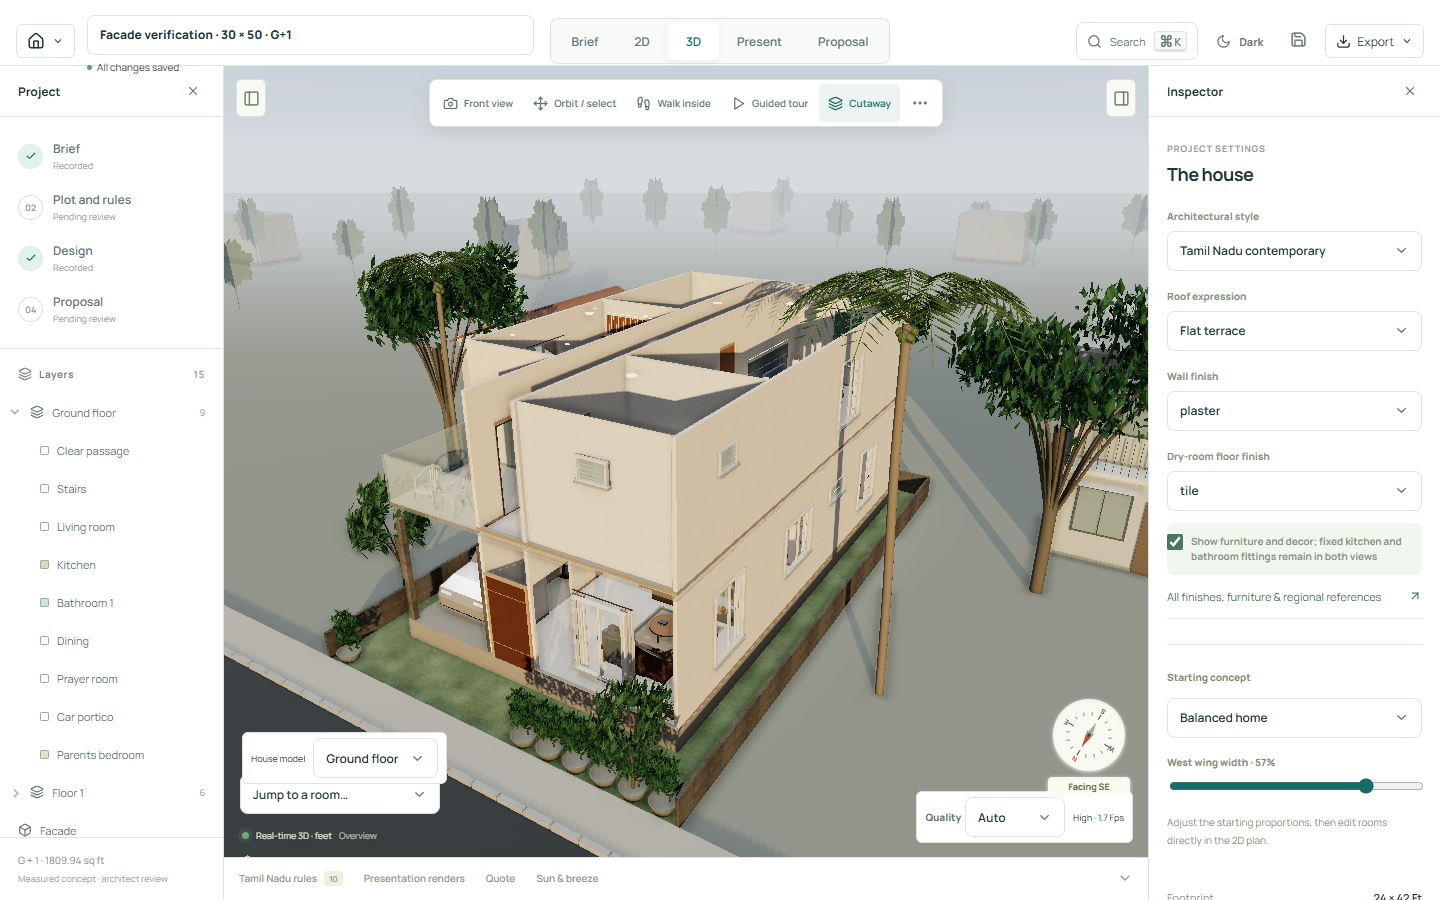 Facade verification · 30 × 50 · G+1
All changes saved
Brief
2D
3D
Present
Proposal
Search
⌘K
Dark
Export
Project
Brief
Recorded
02
Plot and rules
Pending review
Design
Recorded
04
Proposal
Pending review
Layers
15
Ground floor
9
Clear passage
Stairs
Living room
Kitchen
Bathroom 1
Dining
Prayer room
Car portico
Parents bedroom
Floor 1
6
Facade
G + 1 · 1809.94 sq ft
Measured concept · architect review
Front view
Orbit / select
Walk inside
Guided tour
Cutaway
House model
Ground floor
Jump to a room...
Real-time 3D · feet
Overview
S
W
N
Facing SE
Quality
Auto
High · 1.7 Fps
Tamil Nadu rules
10
Presentation renders
Quote
Sun & breeze
Inspector
PROJECT SETTINGS
The house
Architectural style
Tamil Nadu contemporary
Roof expression
Flat terrace
Wall finish
plaster
Dry-room floor finish
tile
Show furniture and decor; fixed kitchen and
bathroom fittings remain in both views
All finishes, furniture & regional references
Starting concept
Balanced home
West wing width · 57%
Adjust the starting proportions, then edit rooms
directly in the 2D plan.
Footprint
24 × 42 Ft